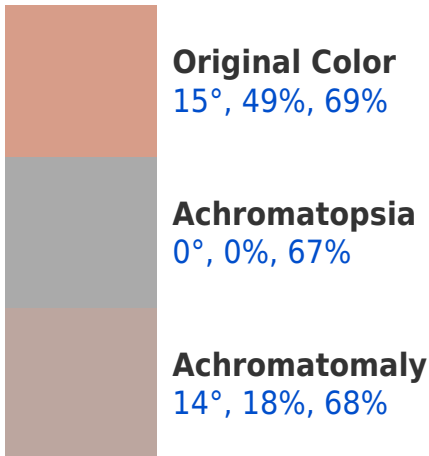 Original Color
15°, 49%, 69%
Achromatopsia
0°, 0%, 67%
Achromatomaly
14°, 18%, 68%